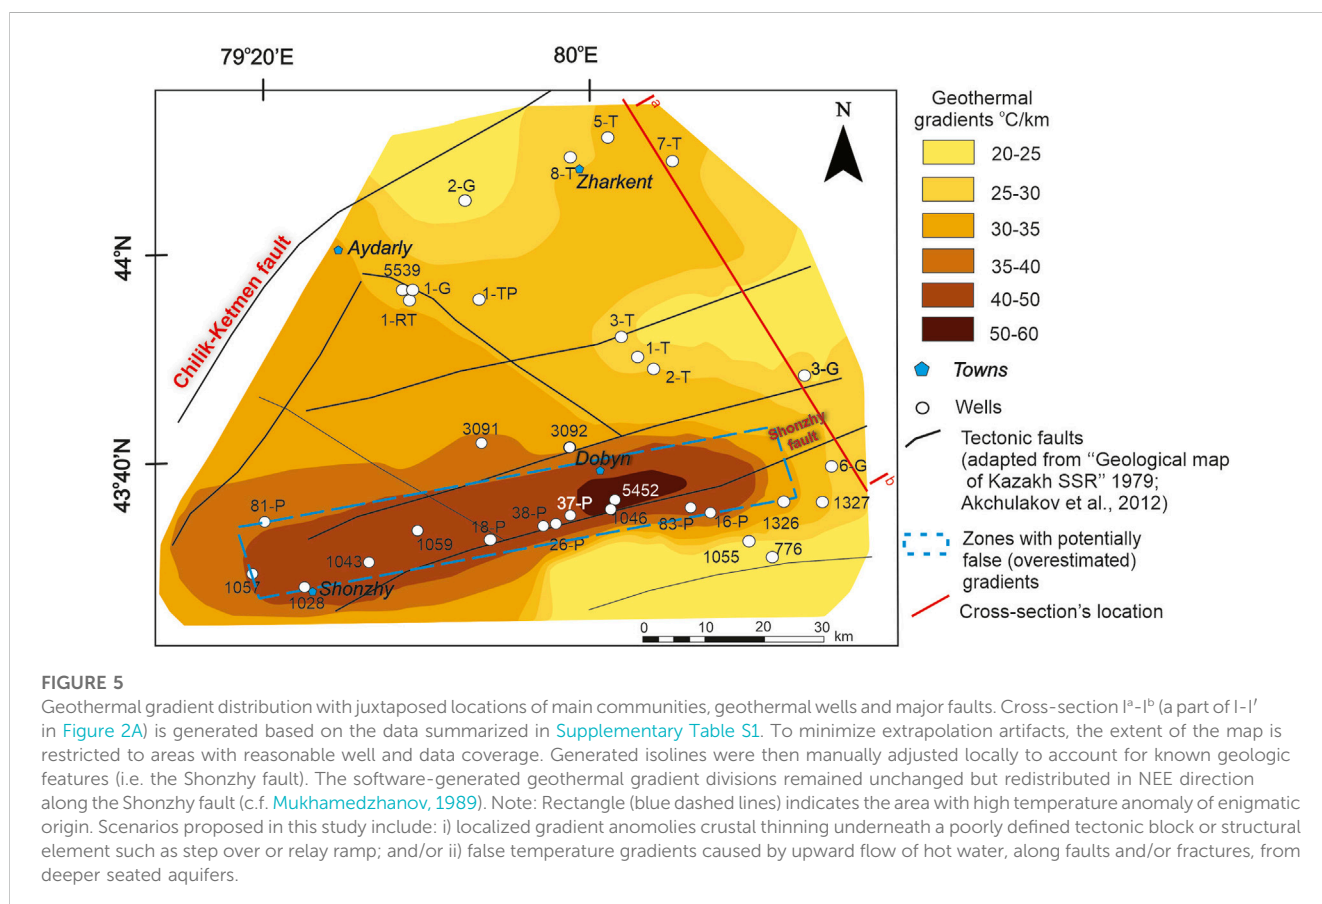 79°20'E
80°E
44°N
43°40'N
a
N
5-T
7-T
8-T
Zharkent
2-G
Aydarly
Chilik-Ketmen fault
5539
1-G
1-TP
1-RT
3-T
1-T
2-T
3-G
3091
3092
Shonzhy
fault
Dobyn
6-G
b
81-P
5452
37-P
38-P
1046
1327
1326
18-P
83-P
16-P
1059
26-P
1043
1055
776
1057
Shonzhy
1028
0 10 20 30
km
Geothermal
gradients °C/km
20-25
25-30
30-35
35-40
40-50
50-60
Towns
Wells
Tectonic faults
(adapted from “Geological map
of Kazakh SSR” 1979;
Akchulakov et al., 2012)
Zones with potentially
false (overestimated)
gradients
Cross-section's location
FIGURE 5
Geothermal gradient distribution with juxtaposed locations of main communities, geothermal wells and major faults. Cross-section Iᵃ-Iᵇ (a part of I-I′
in Figure 2A) is generated based on the data summarized in Supplementary Table S1. To minimize extrapolation artifacts, the extent of the map is
restricted to areas with reasonable well and data coverage. Generated isolines were then manually adjusted locally to account for known geologic
features (i.e. the Shonzhy fault). The software-generated geothermal gradient divisions remained unchanged but redistributed in NEE direction
along the Shonzhy fault (c.f. Mukhamedzhanov, 1989). Note: Rectangle (blue dashed lines) indicates the area with high temperature anomaly of enigmatic
origin. Scenarios proposed in this study include: i) localized gradient anomolies crustal thinning underneath a poorly defined tectonic block or structural
element such as step over or relay ramp; and/or ii) false temperature gradients caused by upward flow of hot water, along faults and/or fractures, from
deeper seated aquifers.